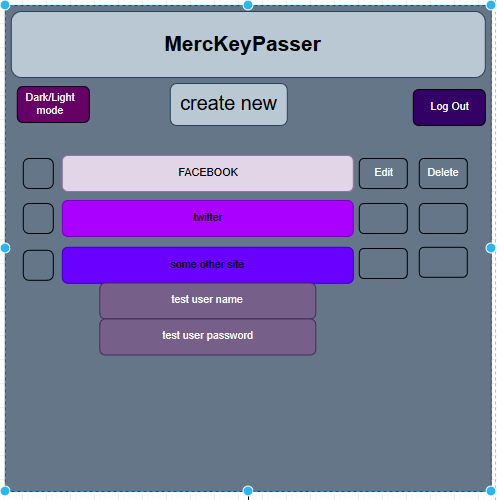 MercKeyPasser
Dark/Light
mode
create new
Log Out
FACEBOOK
Edit
Delete
twitter
some other site
test user name
test user password